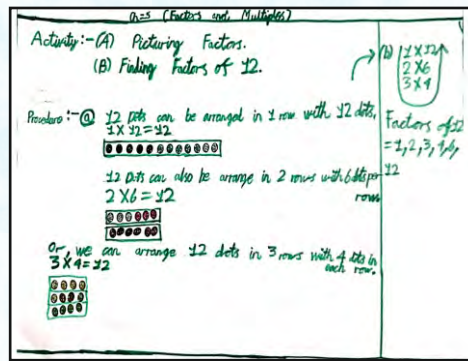 Ch=5 (Factors and Multiples)
Activity:- (A) Picturing Factors.
(B) Finding Factors of 12.
Procedure:- (a) 12 Dots can be arranged in 1 row with 12 dots.
1 X 12 = 12
12 Dots can also be arrange in 2 rows with 6 dots per row
2 X 6 = 12
Or, we can arrange 12 dots in 3 rows with 4 dots in each row.
3 X 4 = 12
(b) 1 X 12
2 X 6
3 X 4
Factors of 12
= 1, 2, 3, 4, 6,
12